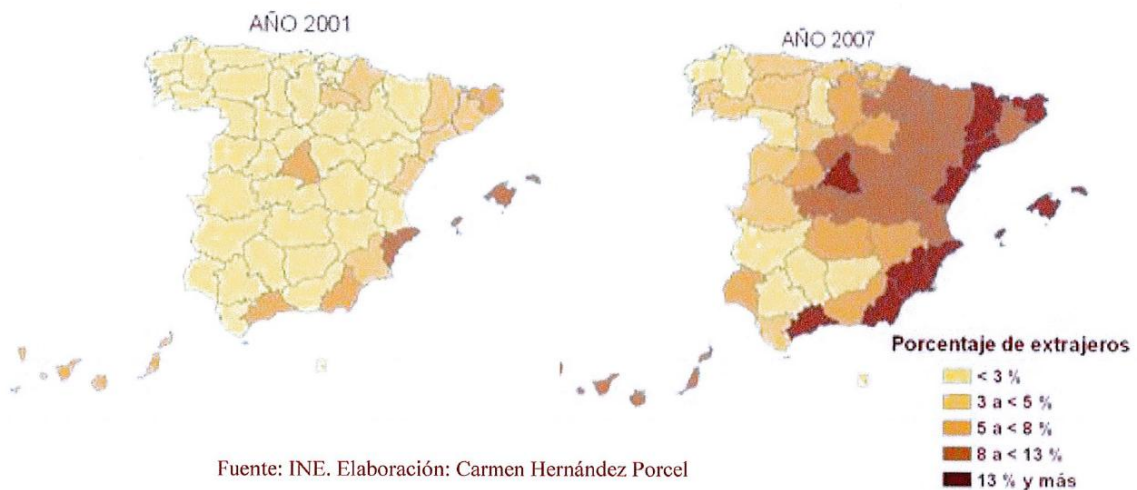 AÑO 2001
AÑO 2007
Porcentaje de extrajeros
< 3 %
3 a < 5 %
5 a < 8 %
8 a < 13 %
13 % y más
Fuente: INE. Elaboración: Carmen Hernández Porcel